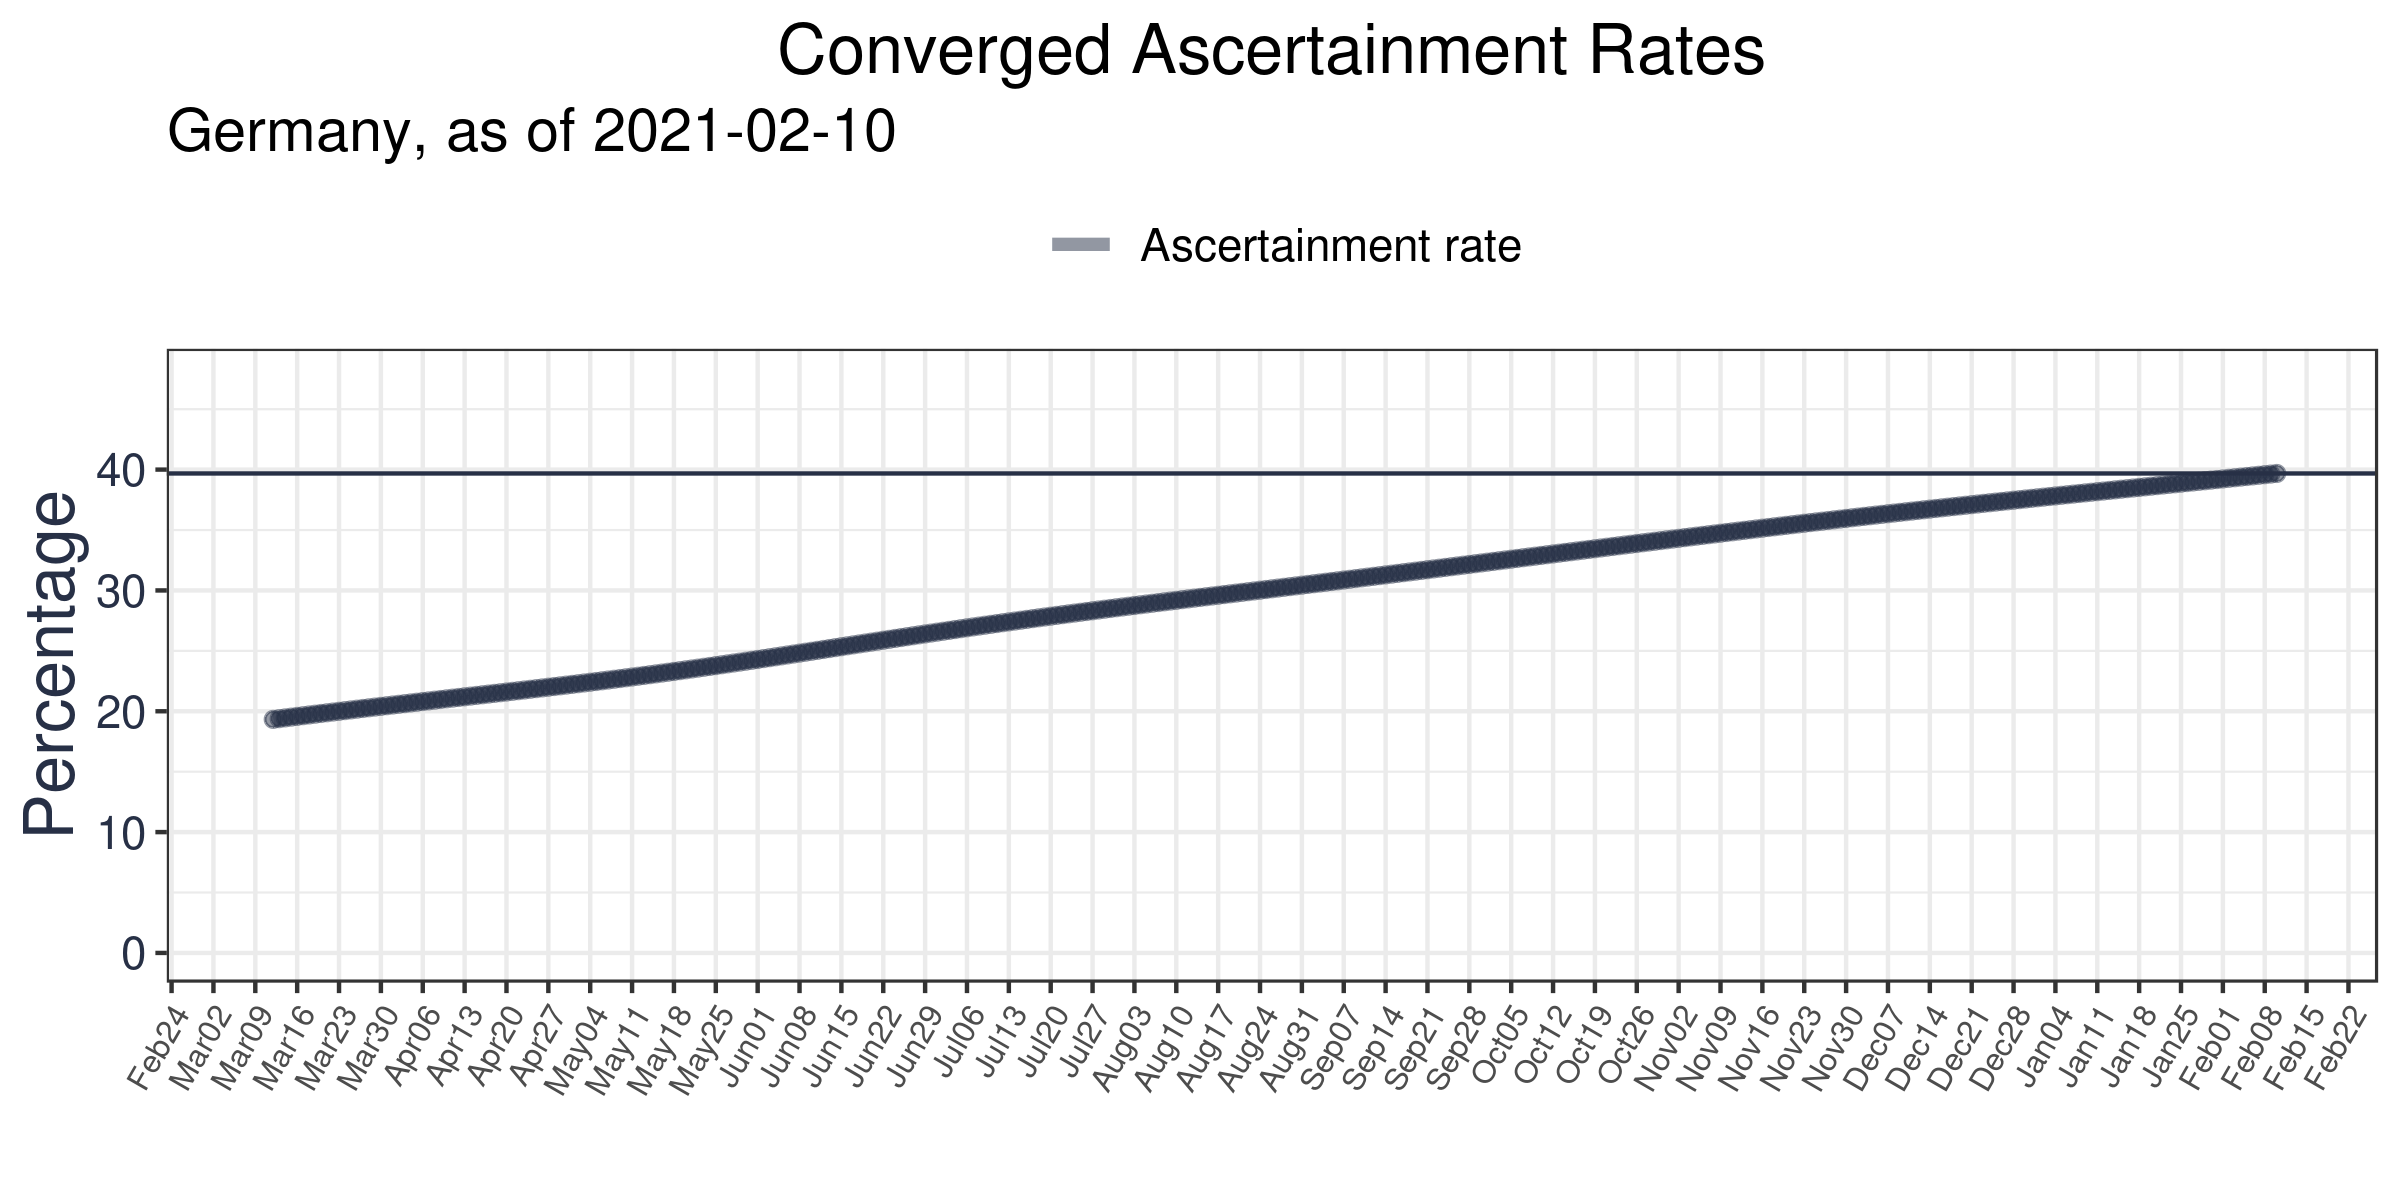 Converged Ascertainment Rates
Germany, as of 2021-02-10
Ascertainment rate
Percentage
40
30
20
10
0
Feb24 Mar02 Mar09 Mar16 Mar23 Mar30 Apr06 Apr13 Apr20 Apr27 May04 May11 May18 May25 Jun01 Jun08 Jun15 Jun22 Jun29 Jul06 Jul13 Jul20 Jul27 Aug03 Aug10 Aug17 Aug24 Aug31 Sep07 Sep14 Sep21 Sep28 Oct05 Oct12 Oct19 Oct26 Nov02 Nov09 Nov16 Nov23 Nov30 Dec07 Dec14 Dec21 Dec28 Jan04 Jan11 Jan18 Jan25 Feb01 Feb08 Feb15 Feb22